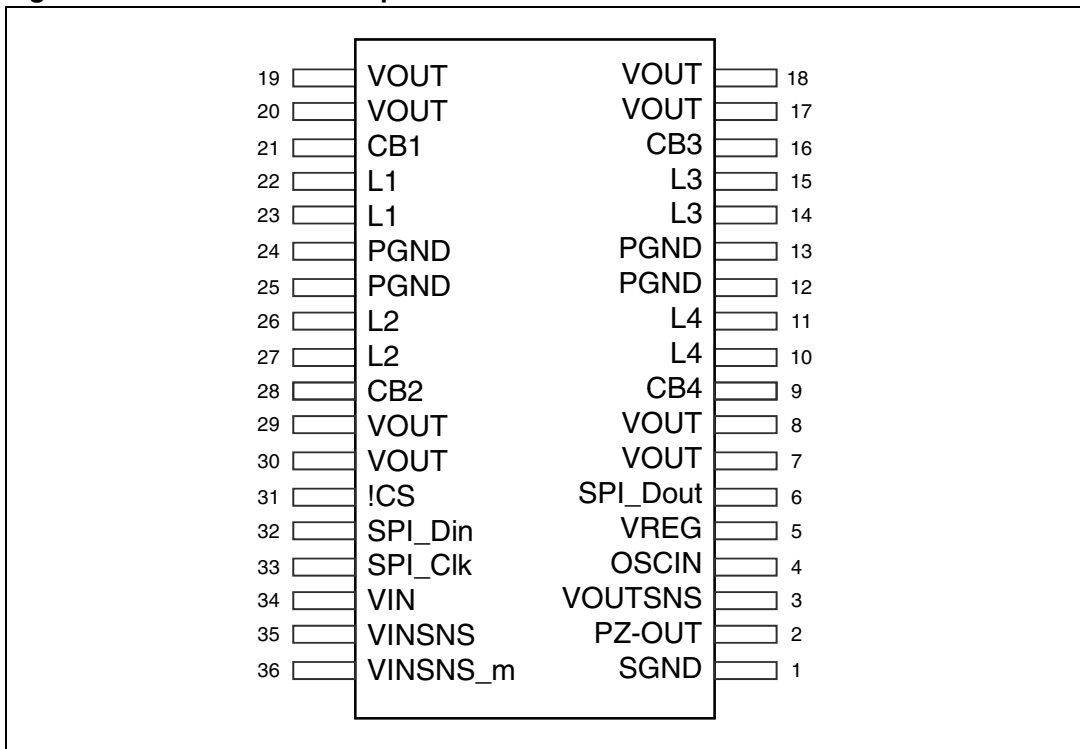 19 VOUT VOUT 18
20 VOUT VOUT 17
21 CB1 CB3 16
22 L1 L3 15
23 L1 L3 14
24 PGND PGND 13
25 PGND PGND 12
26 L2 L4 11
27 L2 L4 10
28 CB2 CB4 9
29 VOUT VOUT 8
30 VOUT VOUT 7
31 !CS SPI_Dout 6
32 SPI_Din VREG 5
33 SPI_Clk OSCIN 4
34 VIN VOUTSNS 3
35 VINSNS PZ-OUT 2
36 VINSNS_m SGND 1